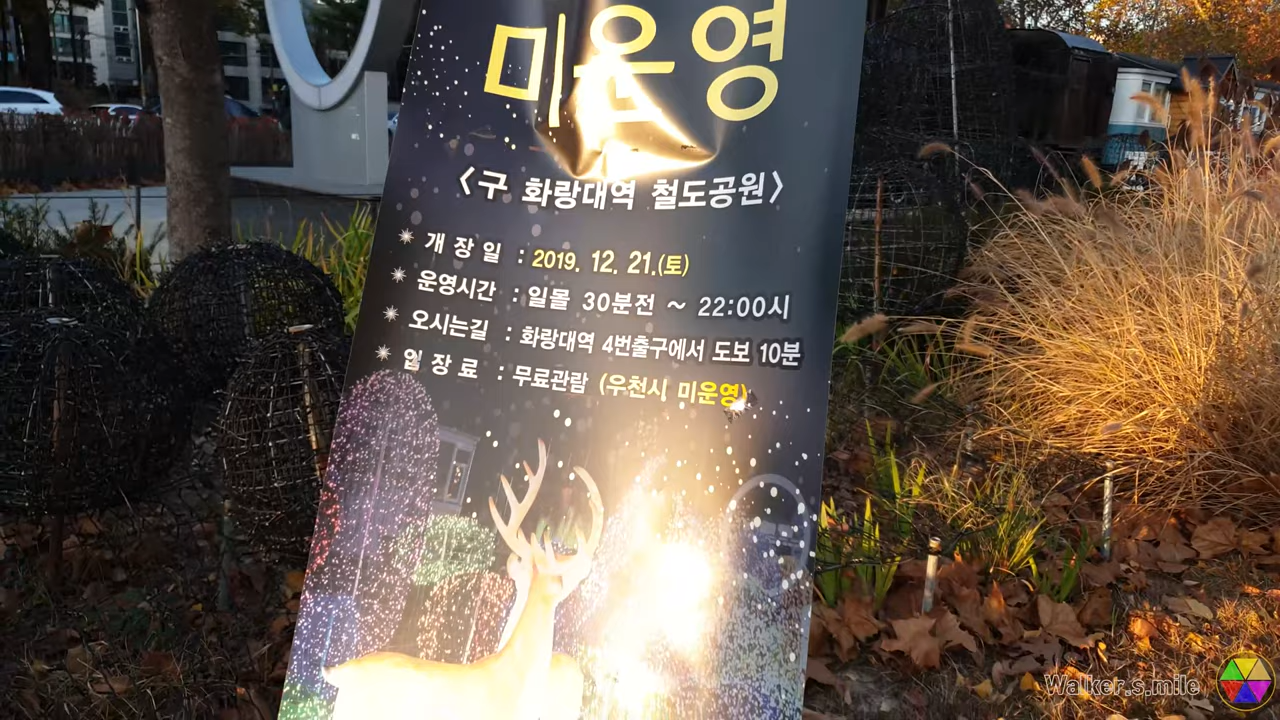 미운영
<구 화랑대역 철도공원>
개 장 일 : 2019. 12. 21.(토)
운영시간 : 일몰 30분전 ~ 22:00시
오시는길 : 화랑대역 4번출구에서 도보 10분
입 장 료 : 무료관람 (우천시 미운영)
Walker.s.mile